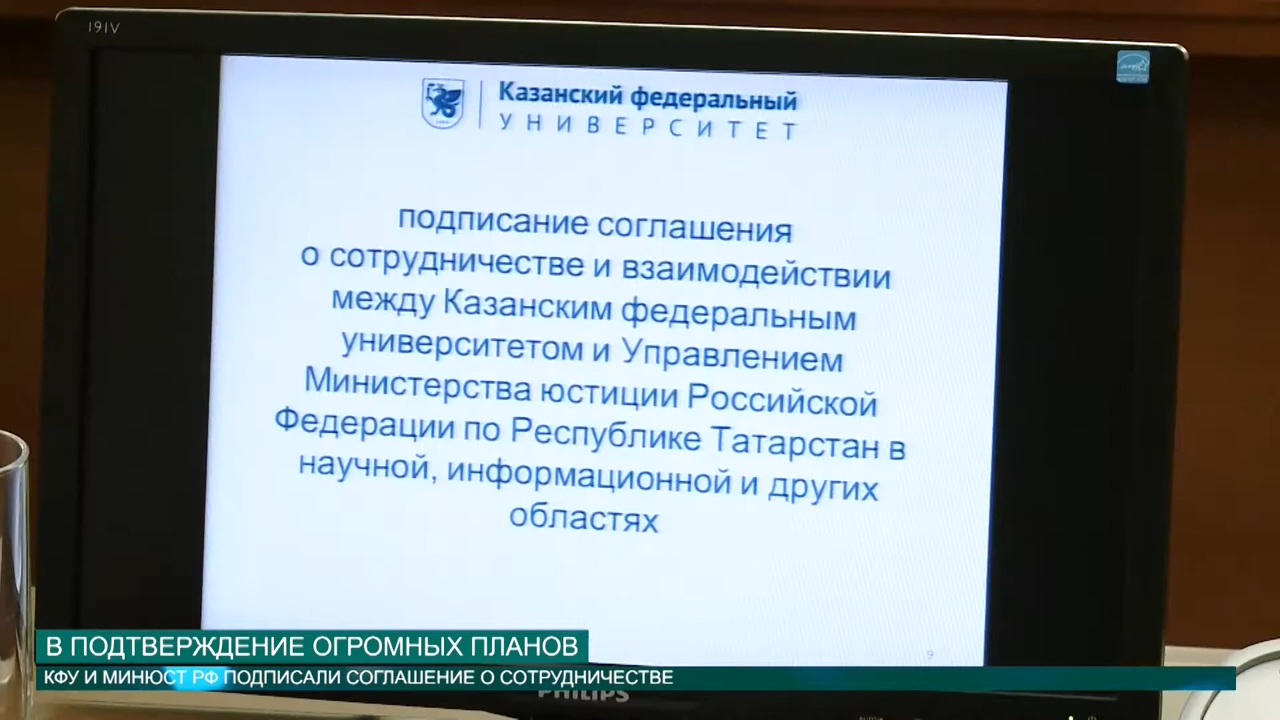 191V
Казанский федеральный
УНИВЕРСИТЕТ
подписание соглашения
о сотрудничестве и взаимодействии
между Казанским федеральным
университетом и Управлением
Министерства юстиции Российской
Федерации по Республике Татарстан в
научной, информационной и других
областях
9
В ПОДТВЕРЖДЕНИЕ ОГРОМНЫХ ПЛАНОВ
КФУ И МИНЮСТ РФ ПОДПИСАЛИ СОГЛАШЕНИЕ О СОТРУДНИЧЕСТВЕ
PHILIPS